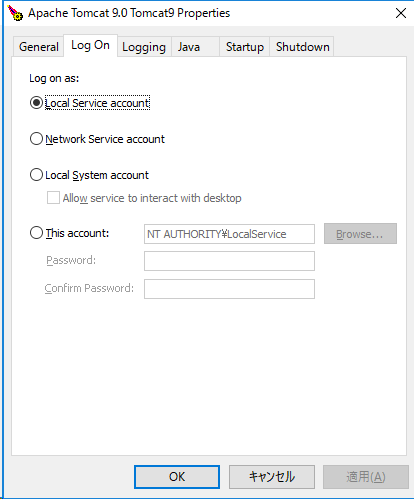 Apache Tomcat 9.0 Tomcat9 Properties
General Log On Logging Java Startup Shutdown
Log on as:
Local Service account
Network Service account
Local System account
Allow service to interact with desktop
This account: NT AUTHORITY¥LocalService Browse...
Password:
Confirm Password:
OK キャンセル 適用(A)